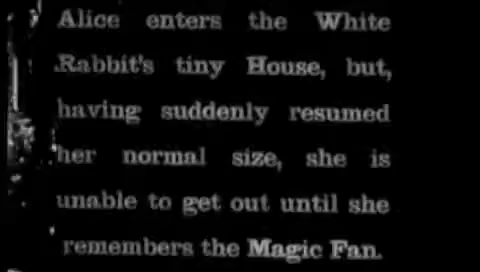 Alice enters the White
Rabbit's tiny House, but,
having suddenly resumed
her normal size, she is
unable to get out until she
remembers the Magic Fan.